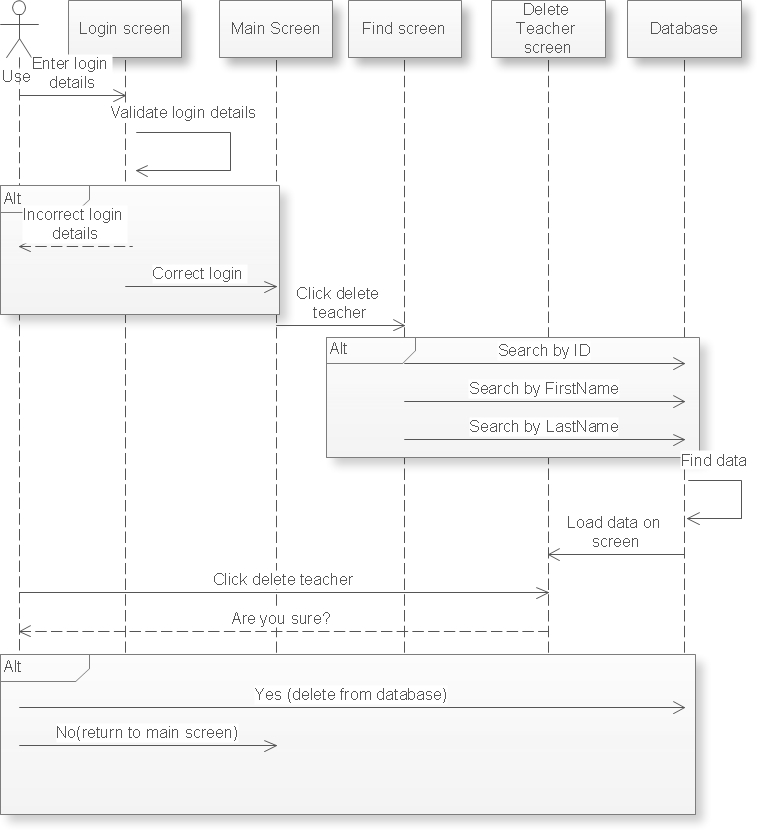 Login screen
Main Screen
Find screen
Delete
Teacher
screen
Database
Use
Enter login
details
Validate login details
Alt
Incorrect login
details
Correct login
Click delete
teacher
Alt
Search by ID
Search by FirstName
Search by LastName
Find data
Load data on
screen
Click delete teacher
Are you sure?
Alt
Yes (delete from database)
No(return to main screen)